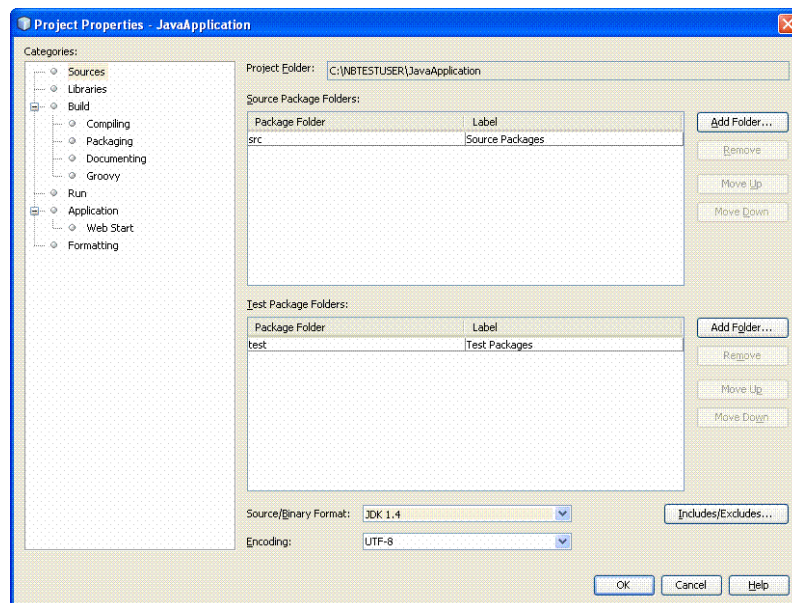 Project Properties - JavaApplication
Categories:
Sources
Libraries
Build
Compiling
Packaging
Documenting
Groovy
Run
Application
Web Start
Formatting
Project Folder: C:\NBTESTUSER\JavaApplication
Source Package Folders:
Package Folder Label
src Source Packages
Add Folder...
Remove
Move Up
Move Down
Test Package Folders:
Package Folder Label
test Test Packages
Add Folder...
Remove
Move Up
Move Down
Source/Binary Format: JDK 1.4
Includes/Excludes...
Encoding: UTF-8
OK Cancel Help